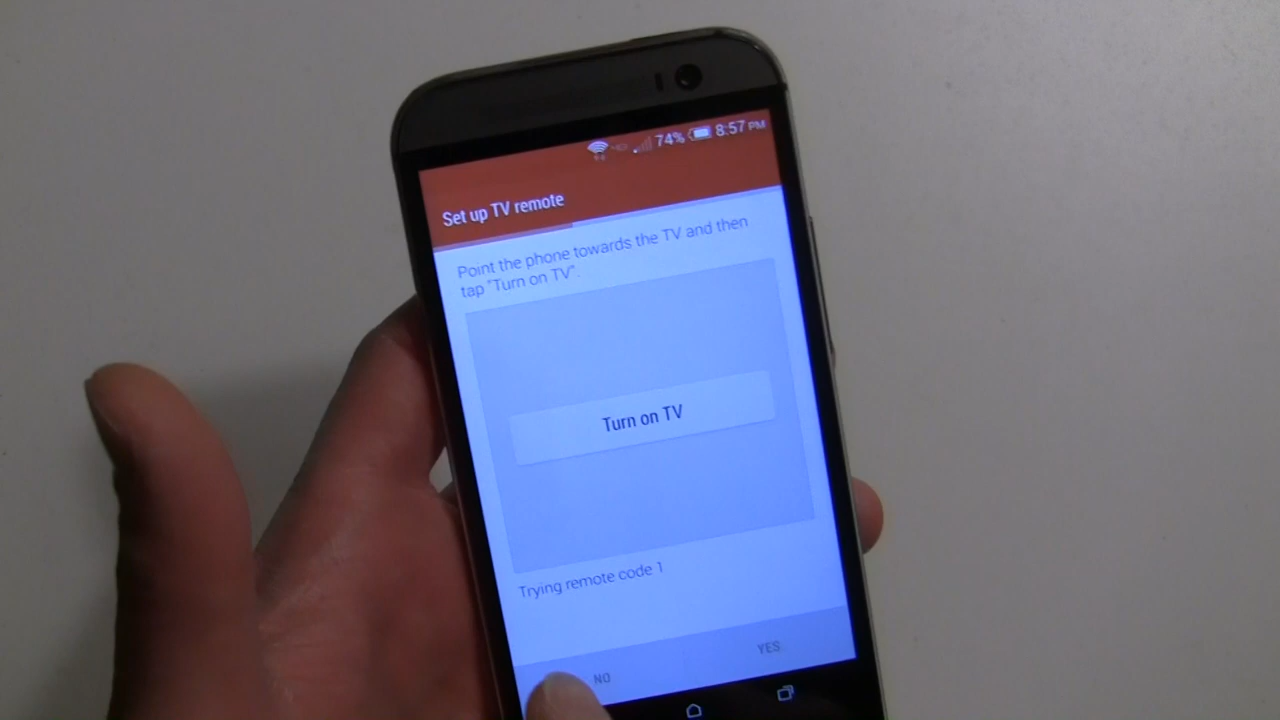 74% 8:57 PM
Set up TV remote
Point the phone towards the TV and then
tap "Turn on TV".
Turn on TV
Trying remote code 1
NO YES